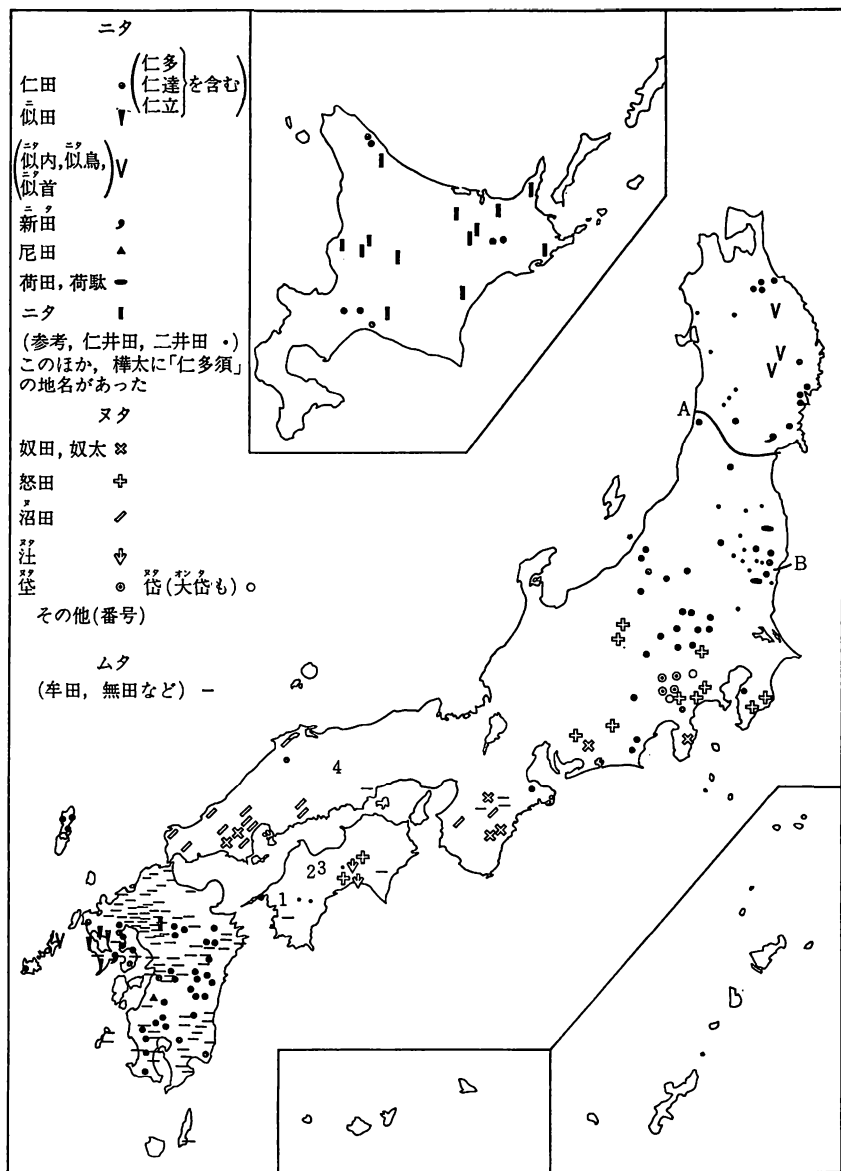 ニタ
仁田 ●(仁多 仁達 仁立}を含む)
似田
(似内, 似鳥, 似首) V
新田
尼田 ▲
荷田, 荷駄
ニタ
(参考, 仁井田, 二井田 ・)
このほか, 樺太に「仁多須」
の地名があった
ヌタ
奴田, 奴太
怒田
沼田
汢
垈 ◎ 岱(大岱も) ○
その他(番号)
ムタ
(牟田, 無田など) −
A
B
4
2 3
1